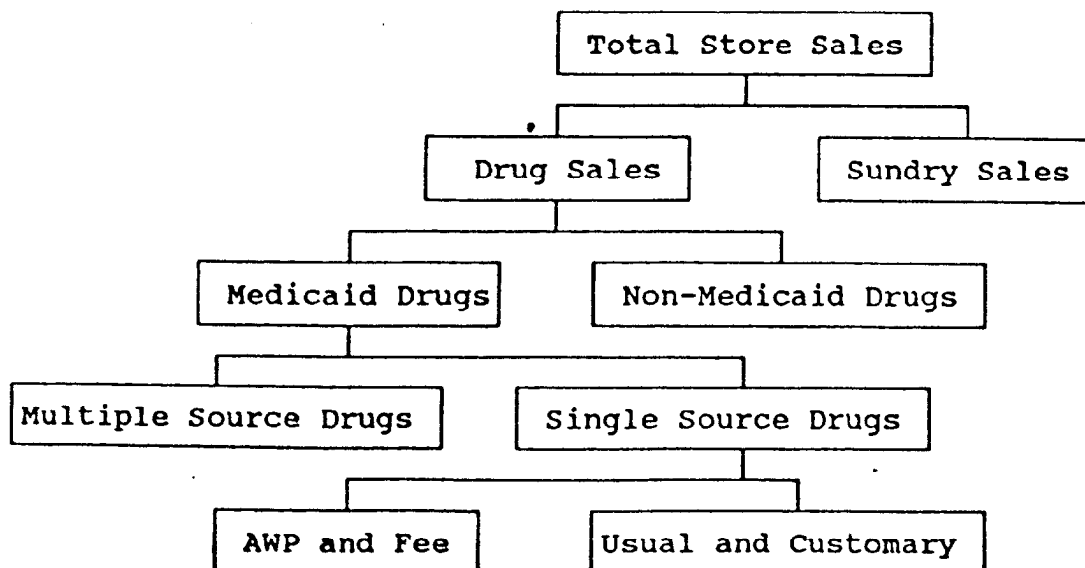 Total Store Sales
Drug Sales
Sundry Sales
Medicaid Drugs
Non-Medicaid Drugs
Multiple Source Drugs
Single Source Drugs
AWP and Fee
Usual and Customary